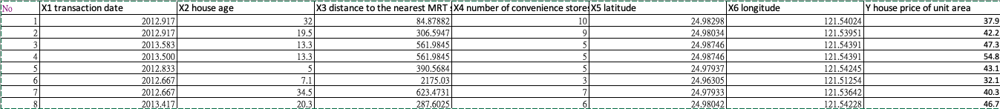 No X1 transaction date X2 house age X3 distance to the nearest MRT X4 number of convenience stores X5 latitude X6 longitude Y house price of unit area
1 2012.917 32 84.87882 10 24.98298 121.54024 37.9
2 2012.917 19.5 306.5947 9 24.98034 121.53951 42.2
3 2013.583 13.3 561.9845 5 24.98746 121.54391 47.3
4 2013.500 13.3 561.9845 5 24.98746 121.54391 54.8
5 2012.833 5 390.5684 5 24.97937 121.54245 43.1
6 2012.667 7.1 2175.03 3 24.96305 121.51254 32.1
7 2012.667 34.5 623.4731 7 24.97933 121.53642 40.3
8 2013.417 20.3 287.6025 6 24.98042 121.54228 46.7